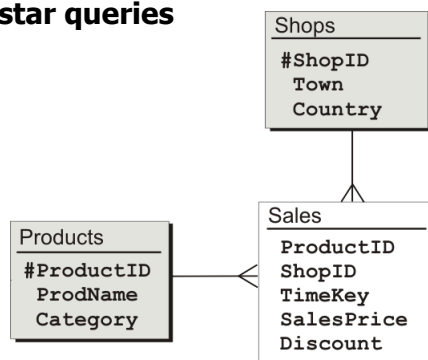 star queries
Shops
#ShopID
Town
Country
Products
#ProductID
ProdName
Category
Sales
ProductID
ShopID
TimeKey
SalesPrice
Discount